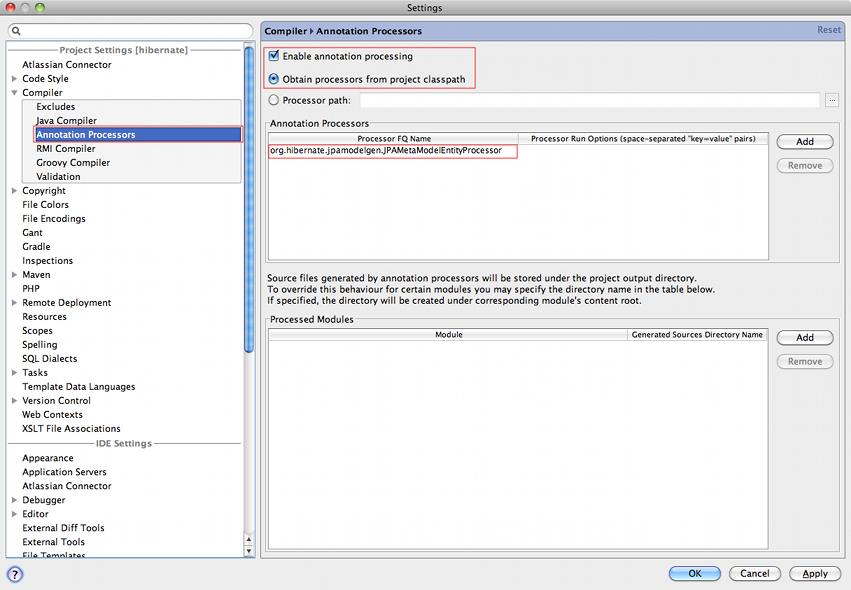 Settings
Project Settings [hibernate]
Atlassian Connector
Code Style
Compiler
Excludes
Java Compiler
Annotation Processors
RMI Compiler
Groovy Compiler
Validation
Copyright
File Colors
File Encodings
Gant
Gradle
Inspections
Maven
PHP
Remote Deployment
Resources
Scopes
Spelling
SQL Dialects
Tasks
Template Data Languages
Version Control
Web Contexts
XSLT File Associations
IDE Settings
Appearance
Application Servers
Atlassian Connector
Debugger
Editor
External Diff Tools
External Tools
File Templates
Compiler › Annotation Processors
Reset
Enable annotation processing
Obtain processors from project classpath
Processor path:
...
Annotation Processors
Processor FQ Name
Processor Run Options (space-separated "key=value" pairs)
org.hibernate.jpamodelgen.JPAMetaModelEntityProcessor
Add
Remove
Source files generated by annotation processors will be stored under the project output directory.
To override this behaviour for certain modules you may specify the directory name in the table below.
If specified, the directory will be created under corresponding module's content root.
Processed Modules
Module
Generated Sources Directory Name
Add
Remove
?
OK
Cancel
Apply